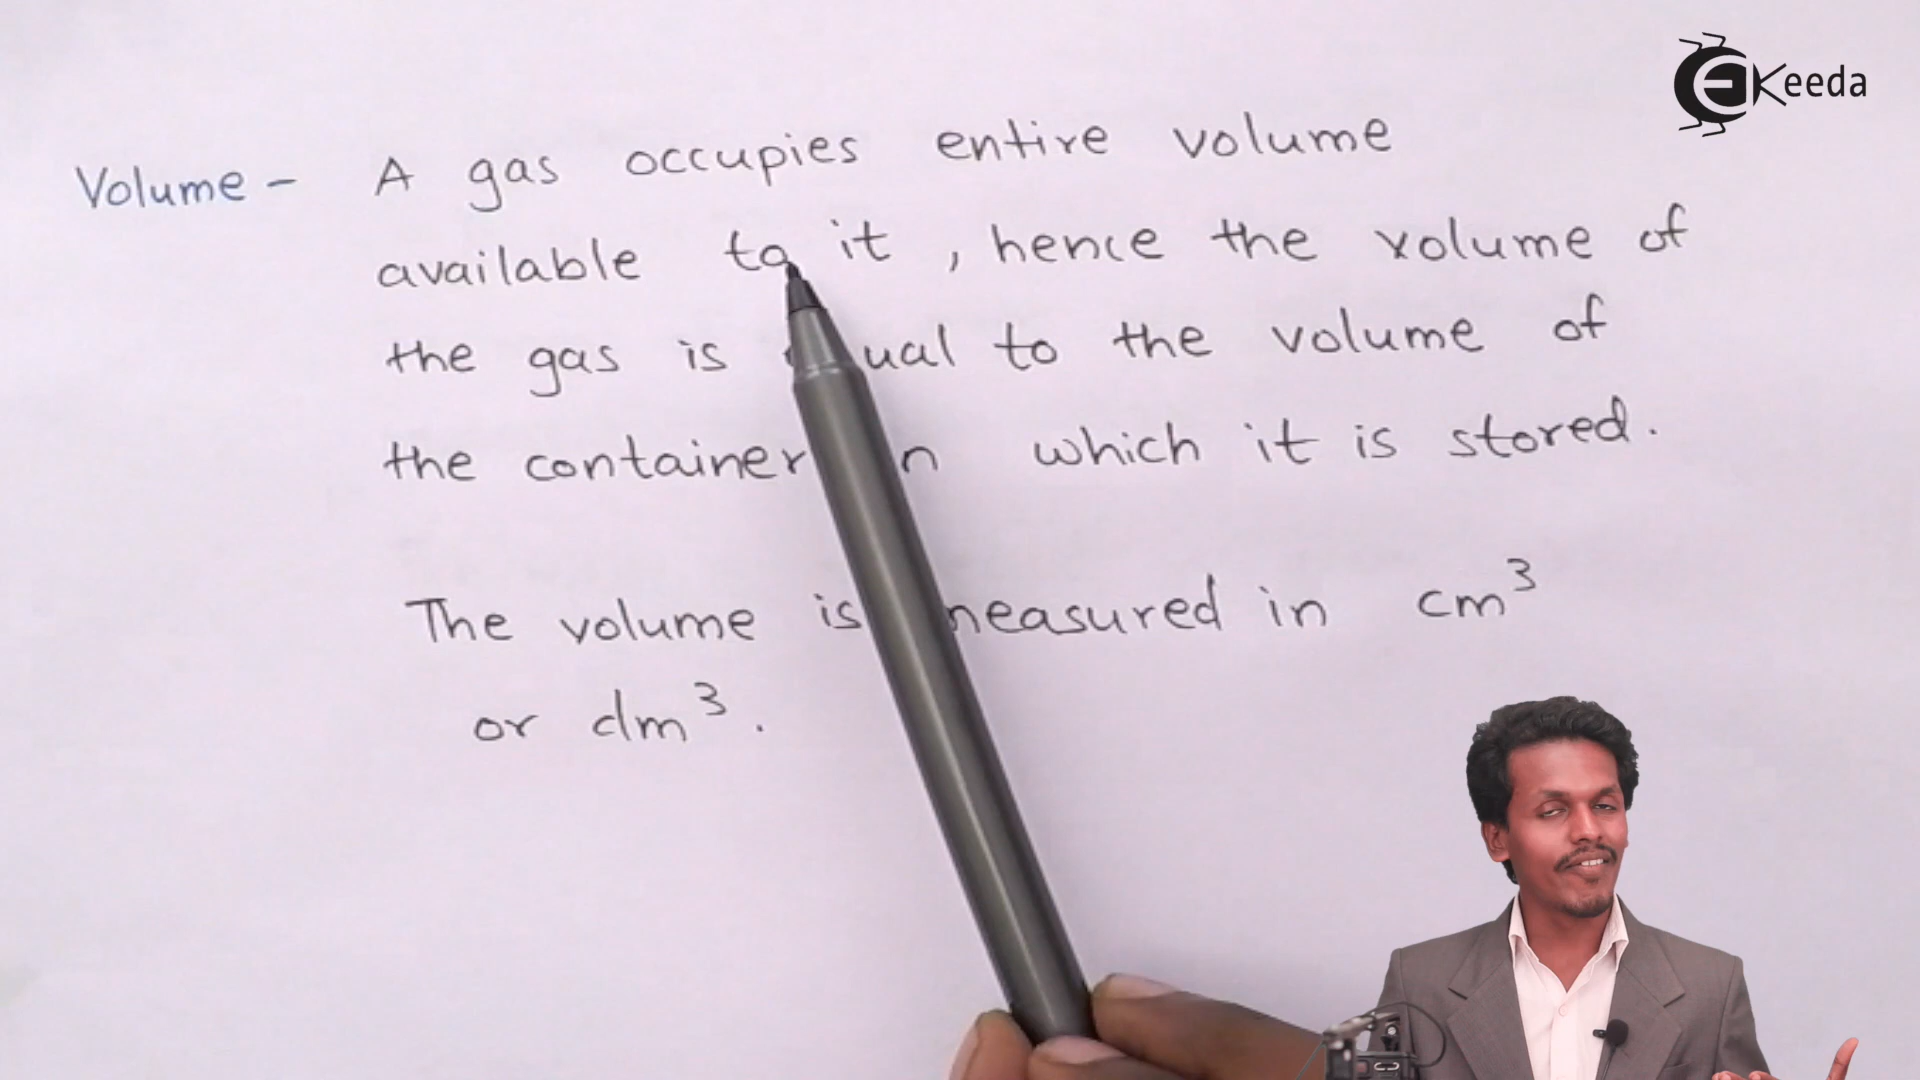 EKeeda
Volume - A gas occupies entire volume
available to it , hence the volume of
the gas is ual to the volume of
the container n which it is stored.
The volume is measured in cm³
or dm³.